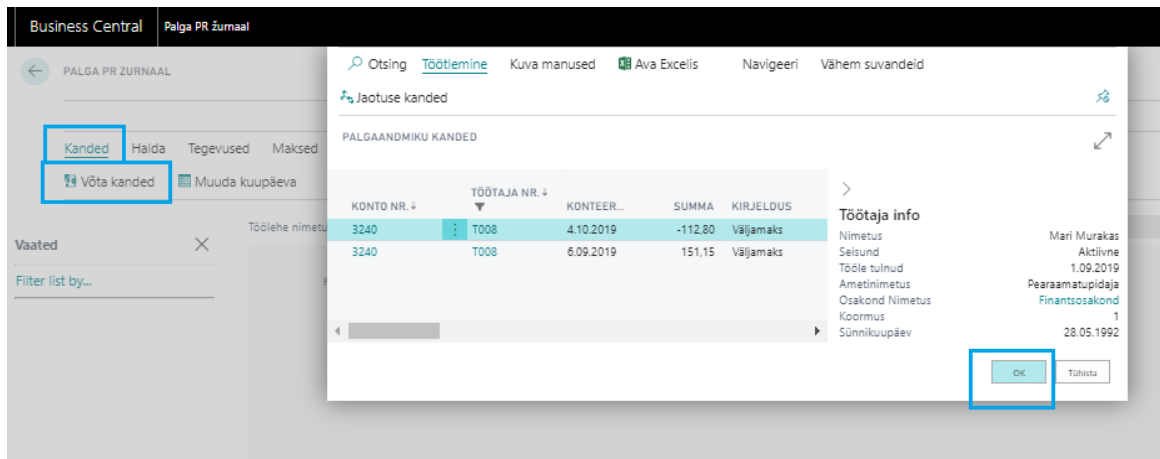 Business Central Palga PR žurnaal
PALGA PR ZURNAAL
Kanded Halda Tegevused Maksed
Võta kanded Muuda kuupäeva
Töölehe nimetu
Vaated
Filter list by...
Otsing Töötlemine Kuva manused Ava Excelis Navigeeri Vähem suvandeid
Jaotuse kanded
PALGAANDMIKU KANDED
KONTO NR. ↓ TÖÖTAJA NR. ↓ KONTEER... SUMMA KIRJELDUS
3240 T008 4.10.2019 -112,80 Väljamaks
3240 T008 6.09.2019 151,15 Väljamaks
Töötaja info
Nimetus Mari Murakas
Seisund Aktiivne
Tööle tulnud 1.09.2019
Ametinimetus Pearaamatupidaja
Osakond Nimetus Finantsosakond
Koormus 1
Sünnikuupäev 28.05.1992
OK Tühista